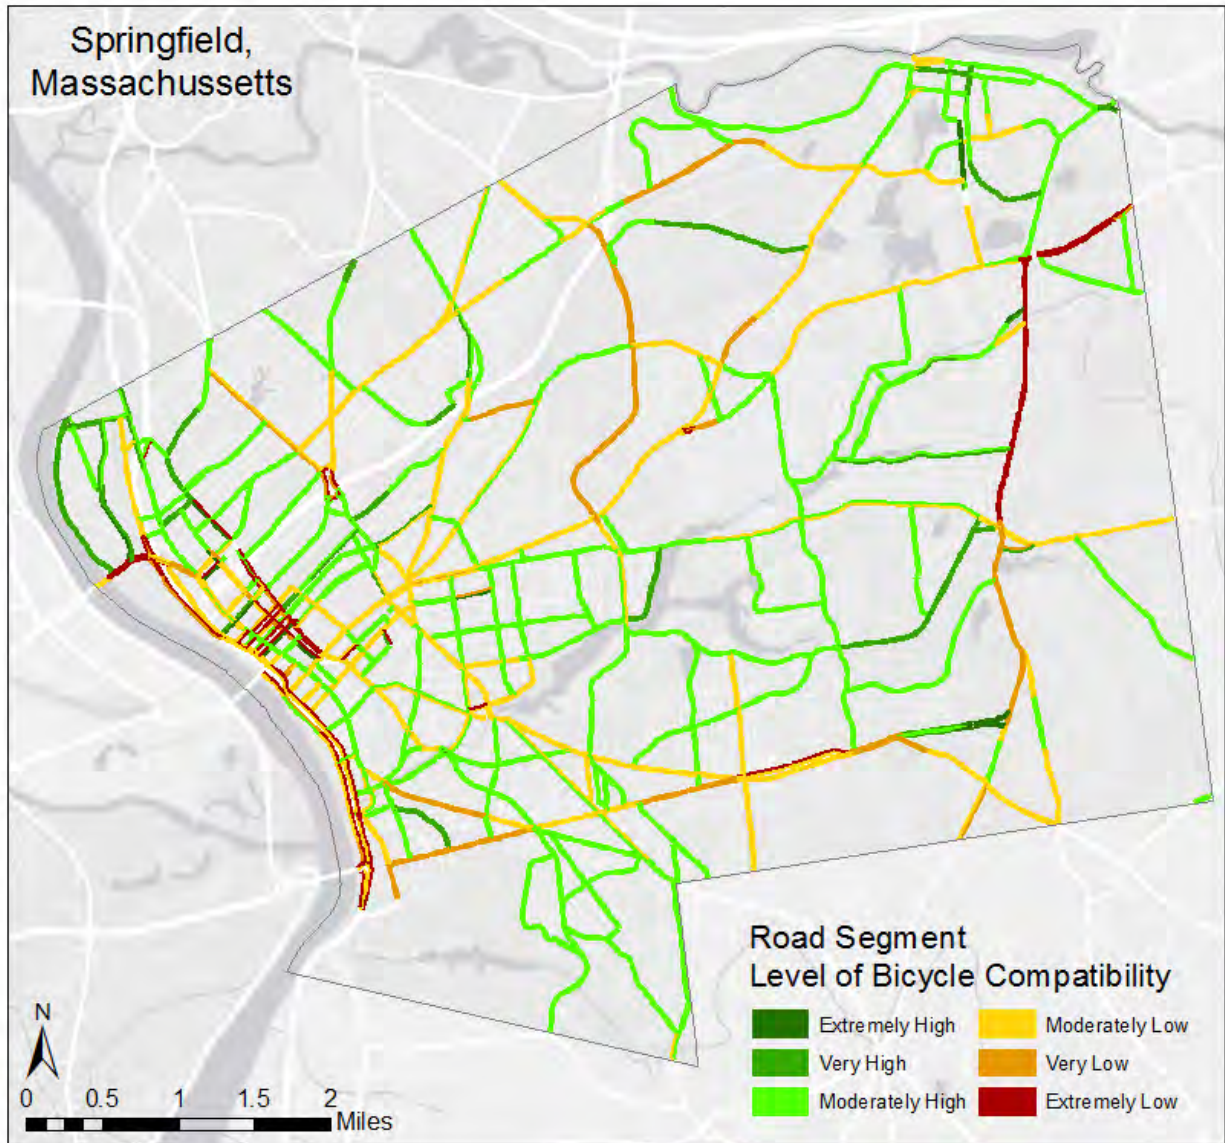 Springfield,
Massachussetts
Road Segment
Level of Bicycle Compatibility
Extremely High
Moderately Low
Very High
Very Low
Moderately High
Extremely Low
N
0 0.5 1 1.5 2
Miles